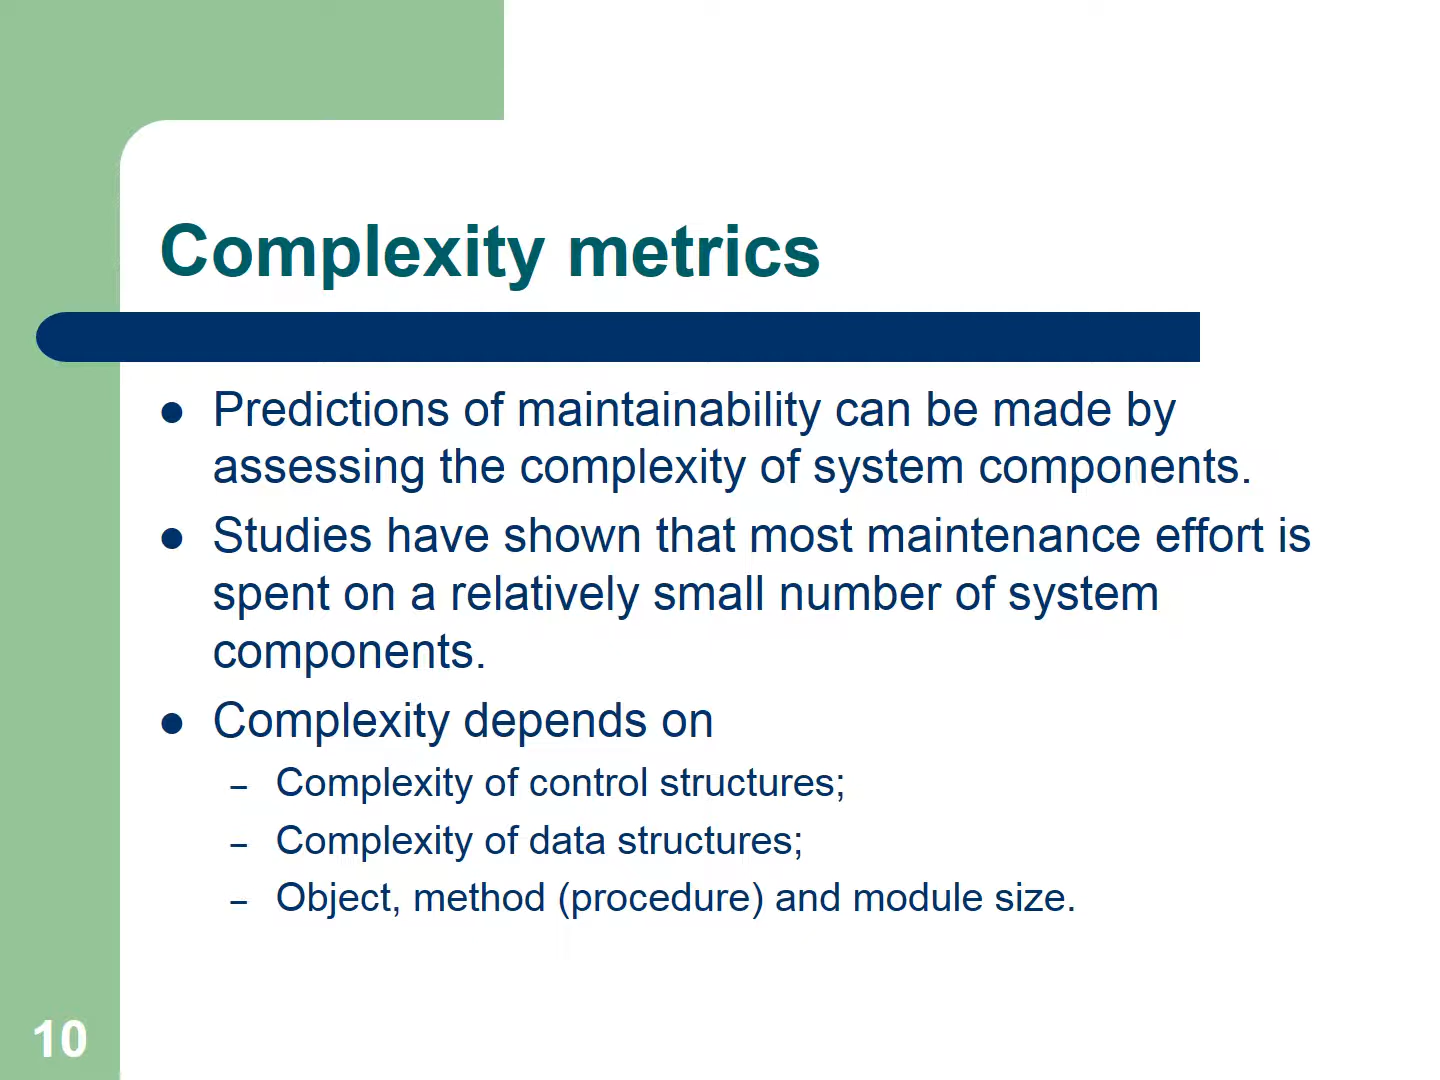 Complexity metrics
● Predictions of maintainability can be made by
assessing the complexity of system components.
● Studies have shown that most maintenance effort is
spent on a relatively small number of system
components.
● Complexity depends on
– Complexity of control structures;
– Complexity of data structures;
– Object, method (procedure) and module size.
10